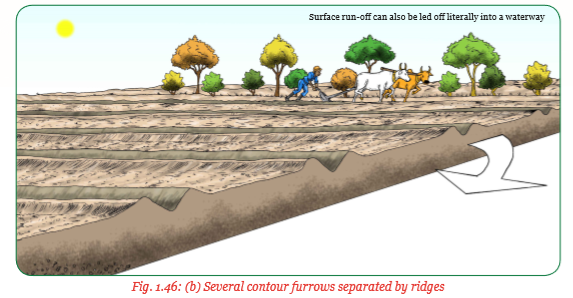 Surface run-off can also be led off literally into a waterway
Fig. 1.46: (b) Several contour furrows separated by ridges